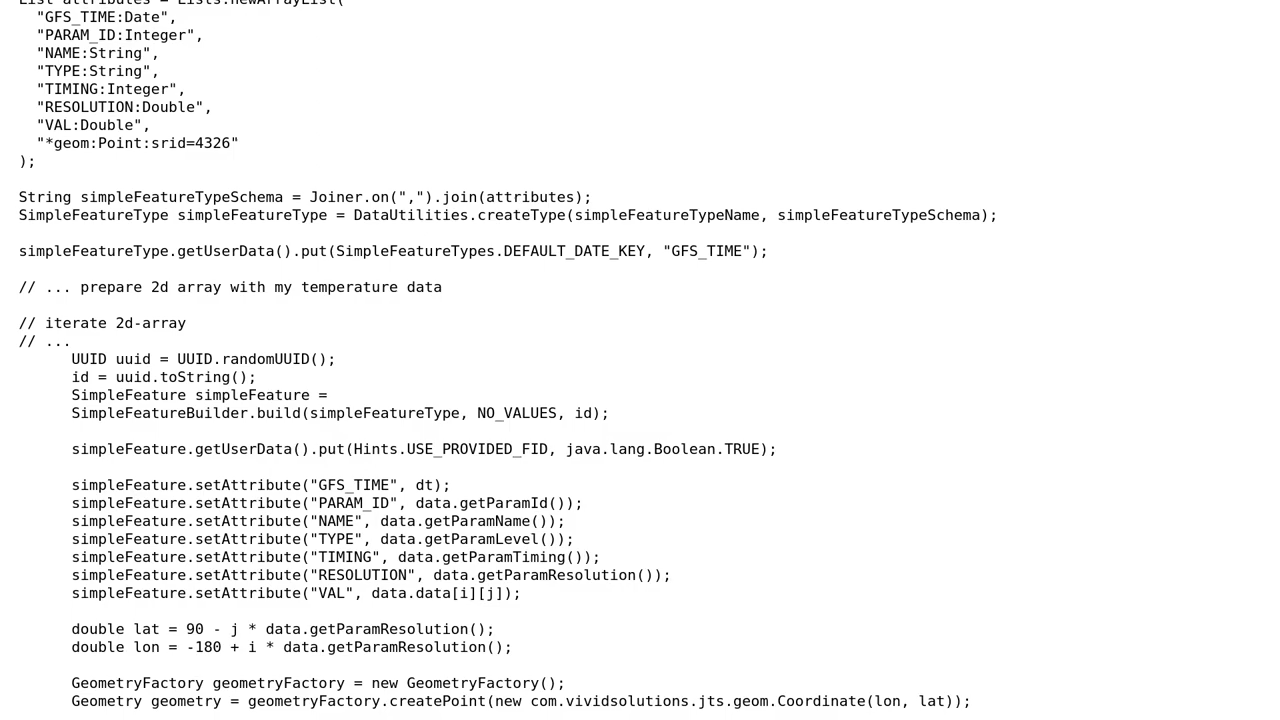 List attributes = Lists.newArrayList(
"GFS_TIME:Date",
"PARAM_ID:Integer",
"NAME:String",
"TYPE:String",
"TIMING:Integer",
"RESOLUTION:Double",
"VAL:Double",
"*geom:Point:srid=4326"
);
String simpleFeatureTypeSchema = Joiner.on(",").join(attributes);
SimpleFeatureType simpleFeatureType = DataUtilities.createType(simpleFeatureTypeName, simpleFeatureTypeSchema);
simpleFeatureType.getUserData().put(SimpleFeatureTypes.DEFAULT_DATE_KEY, "GFS_TIME");
// ... prepare 2d array with my temperature data
// iterate 2d-array
// ...
UUID uuid = UUID.randomUUID();
id = uuid.toString();
SimpleFeature simpleFeature =
SimpleFeatureBuilder.build(simpleFeatureType, NO_VALUES, id);
simpleFeature.getUserData().put(Hints.USE_PROVIDED_FID, java.lang.Boolean.TRUE);
simpleFeature.setAttribute("GFS_TIME", dt);
simpleFeature.setAttribute("PARAM_ID", data.getParamId());
simpleFeature.setAttribute("NAME", data.getParamName());
simpleFeature.setAttribute("TYPE", data.getParamLevel());
simpleFeature.setAttribute("TIMING", data.getParamTiming());
simpleFeature.setAttribute("RESOLUTION", data.getParamResolution());
simpleFeature.setAttribute("VAL", data.data[i][j]);
double lat = 90 - j * data.getParamResolution();
double lon = -180 + i * data.getParamResolution();
GeometryFactory geometryFactory = new GeometryFactory();
Geometry geometry = geometryFactory.createPoint(new com.vividsolutions.jts.geom.Coordinate(lon, lat));